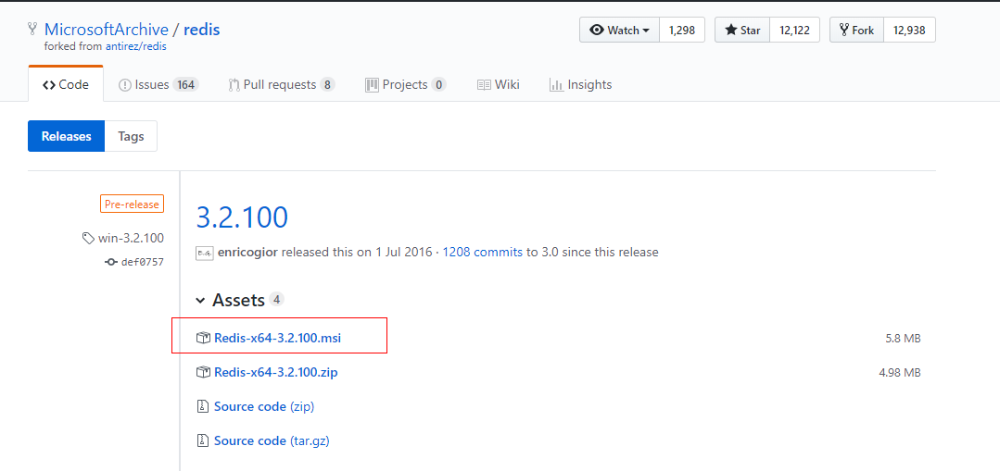 MicrosoftArchive / redis
forked from antirez/redis
Watch 1,298 Star 12,122 Fork 12,938
Code Issues 164 Pull requests 8 Projects 0 Wiki Insights
Releases Tags
Pre-release
win-3.2.100
def0757
3.2.100
enricogior released this on 1 Jul 2016 · 1208 commits to 3.0 since this release
Assets 4
Redis-x64-3.2.100.msi 5.8 MB
Redis-x64-3.2.100.zip 4.98 MB
Source code (zip)
Source code (tar.gz)